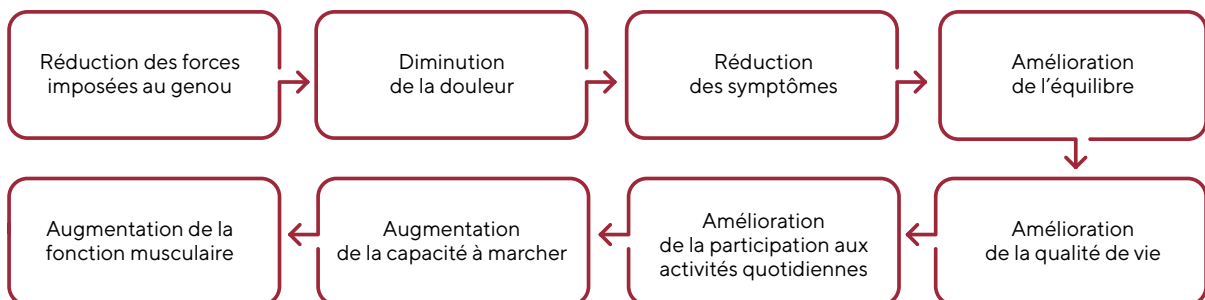 Réduction des forces
imposées au genou
Diminution
de la douleur
Réduction
des symptômes
Amélioration
de l’équilibre
Amélioration
de la qualité de vie
Amélioration
de la participation aux
activités quotidiennes
Augmentation
de la capacité à marcher
Augmentation de la
fonction musculaire